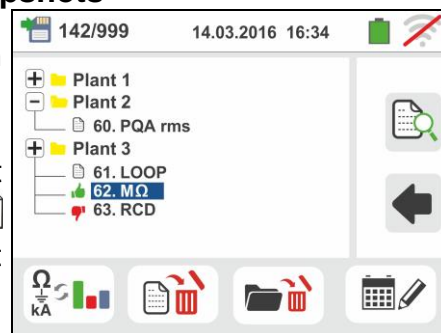 142/999 14.03.2016 16:34
Plant 1
Plant 2
60. PQA rms
Plant 3
61. LOOP
62. MΩ
63. RCD
Ω
kA